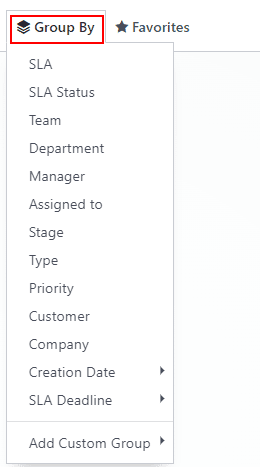 Group By Favorites
SLA
SLA Status
Team
Department
Manager
Assigned to
Stage
Type
Priority
Customer
Company
Creation Date
SLA Deadline
Add Custom Group